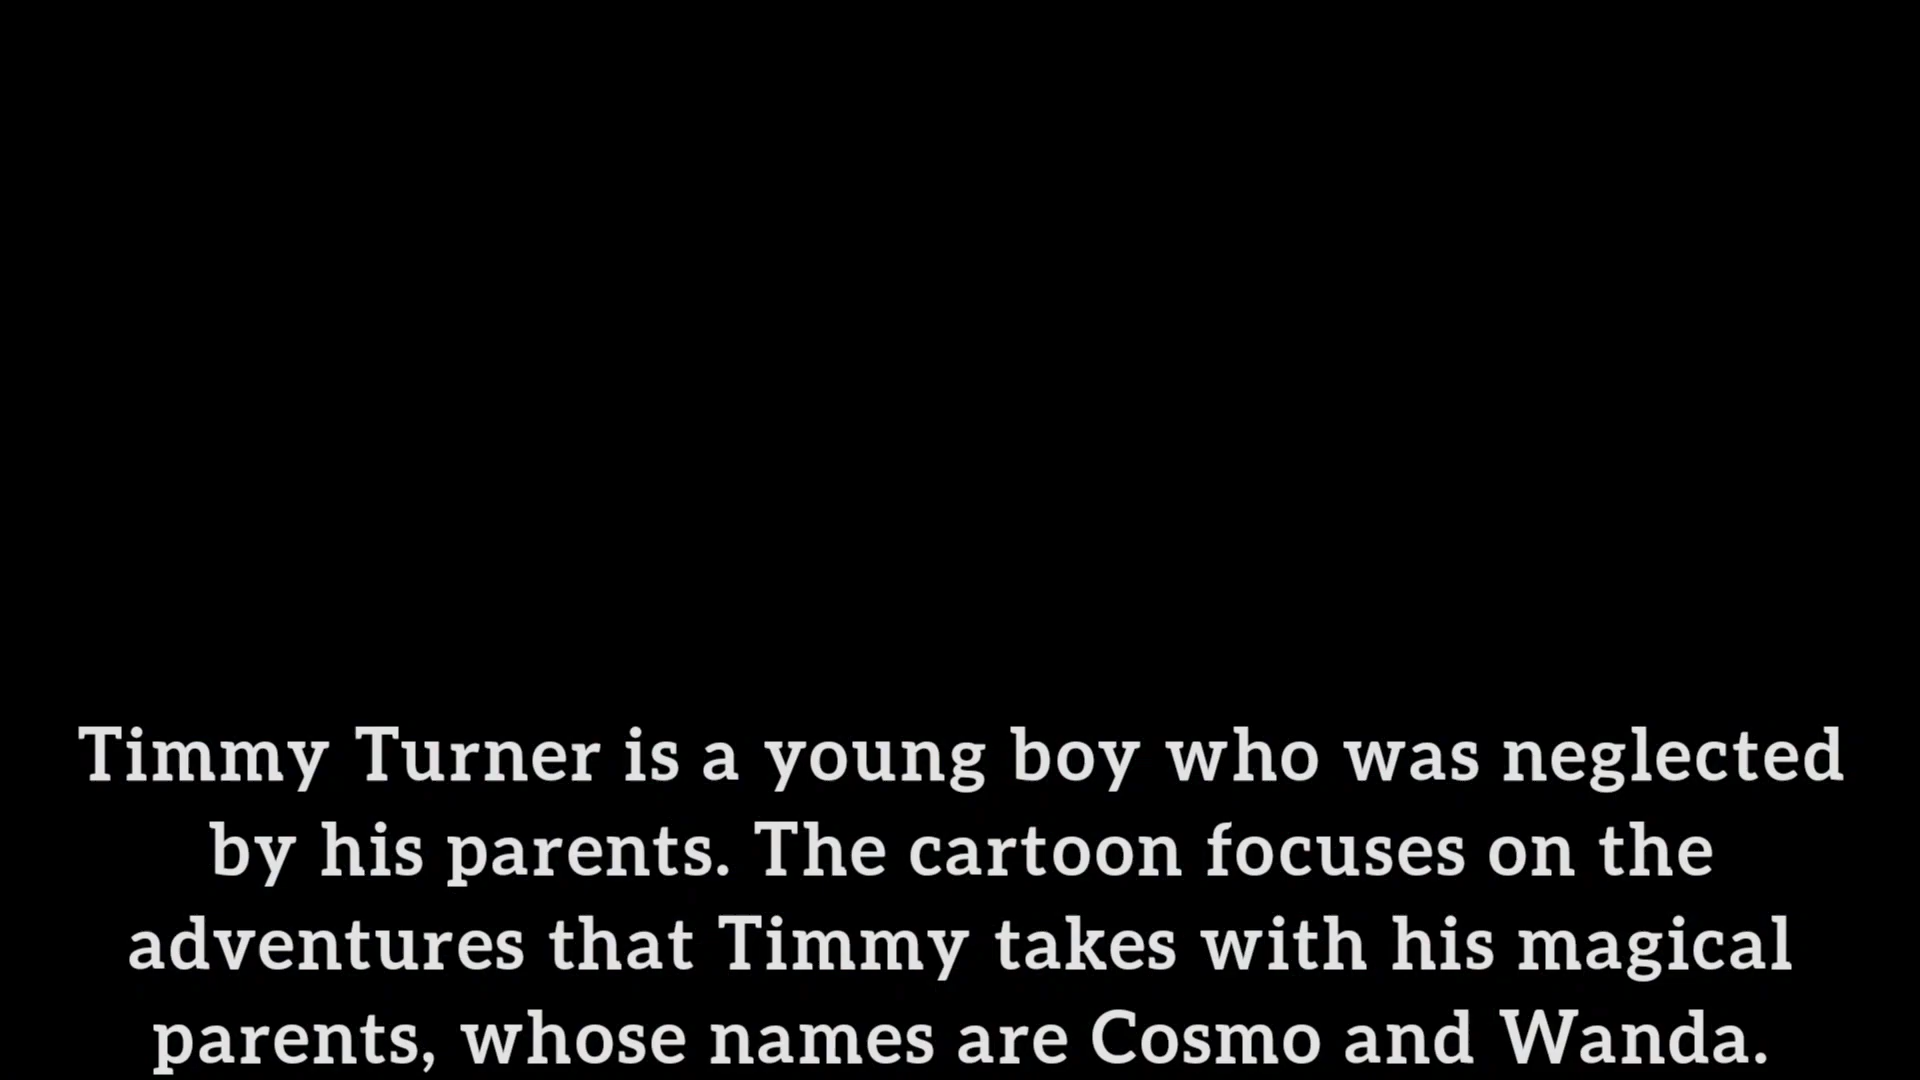 Timmy Turner is a young boy who was neglected
by his parents. The cartoon focuses on the
adventures that Timmy takes with his magical
parents, whose names are Cosmo and Wanda.